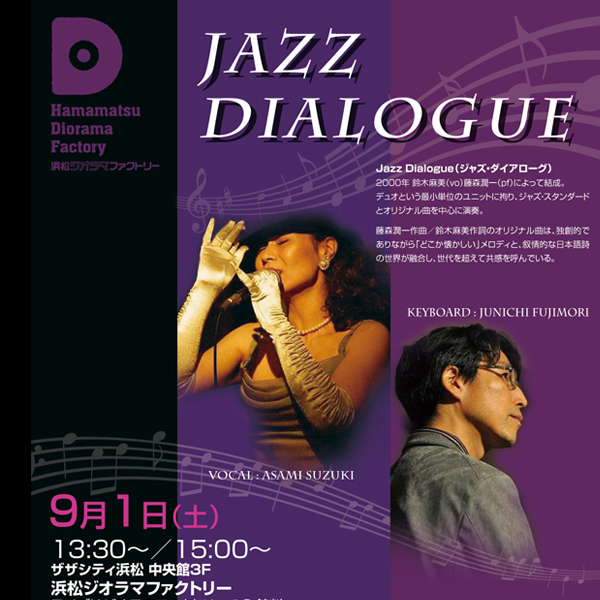 JAZZ
DIALOGUE
Hamamatsu
Diorama
Factory
浜松ジオラマファクトリー
Jazz Dialogue(ジャズ・ダイアローグ)
2000年 鈴木麻美(vo)藤森潤一(pf)によって結成。
デュオという最小単位のユニットに拘り、ジャズ・スタンダード
とオリジナル曲を中心に演奏。
藤森潤一作曲/鈴木麻美作詞のオリジナル曲は、独創的で
ありながら「どこか懐かしい」メロディと、叙情的な日本語詩
の世界が融合し、世代を超えて共感を呼んでいる。
KEYBOARD : JUNICHI FUJIMORI
VOCAL : ASAMI SUZUKI
9月1日(土)
13:30〜/15:00〜
ザザシティ浜松 中央館3F
浜松ジオラマファクトリー